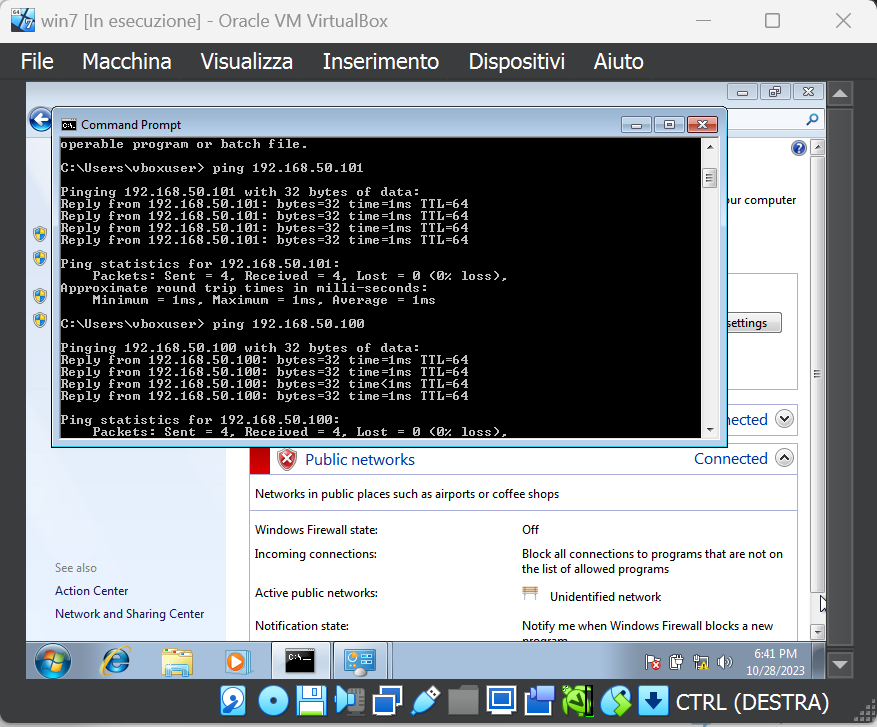 win7 [In esecuzione] - Oracle VM VirtualBox
File Macchina Visualizza Inserimento Dispositivi Aiuto
Command Prompt
operable program or batch file.
C:\Users\vboxuser> ping 192.168.50.101
Pinging 192.168.50.101 with 32 bytes of data:
Reply from 192.168.50.101: bytes=32 time=1ms TTL=64
Reply from 192.168.50.101: bytes=32 time=1ms TTL=64
Reply from 192.168.50.101: bytes=32 time=1ms TTL=64
Reply from 192.168.50.101: bytes=32 time=1ms TTL=64
Ping statistics for 192.168.50.101:
Packets: Sent = 4, Received = 4, Lost = 0 (0% loss),
Approximate round trip times in milli-seconds:
Minimum = 1ms, Maximum = 1ms, Average = 1ms
C:\Users\vboxuser> ping 192.168.50.100
Pinging 192.168.50.100 with 32 bytes of data:
Reply from 192.168.50.100: bytes=32 time=1ms TTL=64
Reply from 192.168.50.100: bytes=32 time=1ms TTL=64
Reply from 192.168.50.100: bytes=32 time<1ms TTL=64
Reply from 192.168.50.100: bytes=32 time=1ms TTL=64
Ping statistics for 192.168.50.100:
Packets: Sent = 4, Received = 4, Lost = 0 (0% loss),
ur computer
settings
nected
Public networks Connected
Networks in public places such as airports or coffee shops
Windows Firewall state: Off
Incoming connections: Block all connections to programs that are not on
the list of allowed programs
Active public networks: Unidentified network
Notification state: Notify me when Windows Firewall blocks a new
program
See also
Action Center
Network and Sharing Center
6:41 PM
10/28/2023
CTRL (DESTRA)